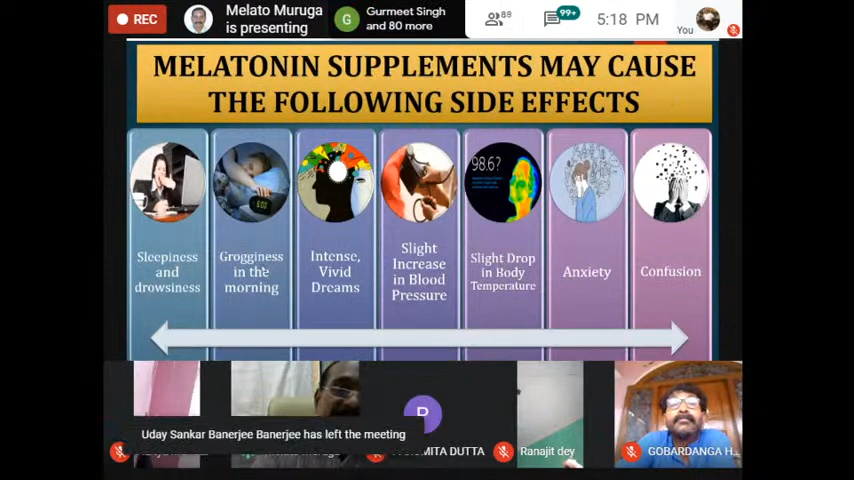 REC
Melato Muruga
is presenting
G
Gurmeet Singh
and 80 more
89
99+
5:18 PM
You
MELATONIN SUPPLEMENTS MAY CAUSE
THE FOLLOWING SIDE EFFECTS
98.6?
Sleepiness
and
drowsiness
Grogginess
in the
morning
Intense,
Vivid
Dreams
Slight
Increase
in Blood
Pressure
Slight Drop
in Body
Temperature
Anxiety
Confusion
Uday Sankar Banerjee Banerjee has left the meeting
DUTTA
Ranajit dey
GOBARDANGA H...